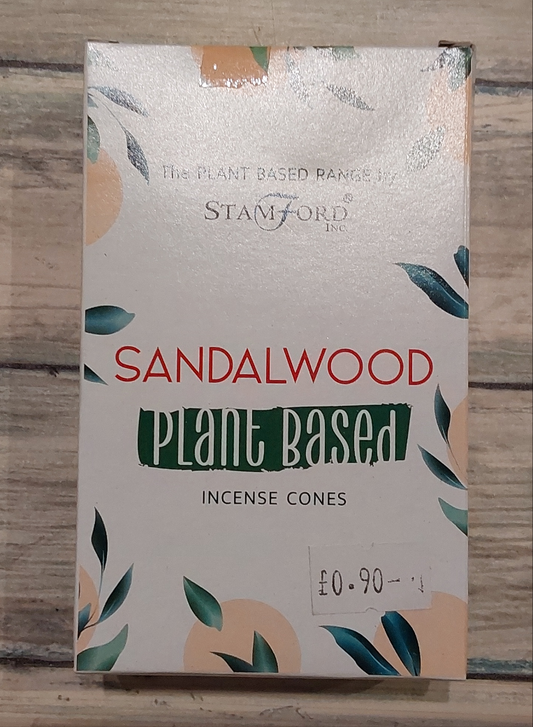 The PLANT BASED RANGE by
STAMFORD®
INC.
SANDALWOOD
Plant Based
INCENSE CONES
£0.90-